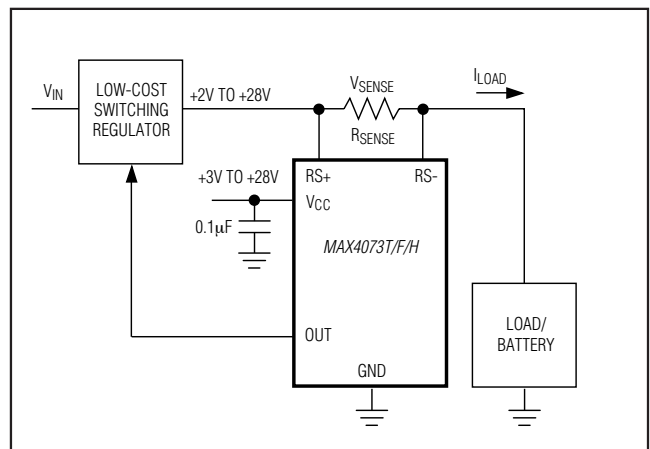 VIN
LOW-COST
SWITCHING
REGULATOR
+2V TO +28V
VSENSE
RSENSE
ILOAD
+3V TO +28V
RS+
RS-
VCC
0.1µF
MAX4073T/F/H
OUT
GND
LOAD/
BATTERY